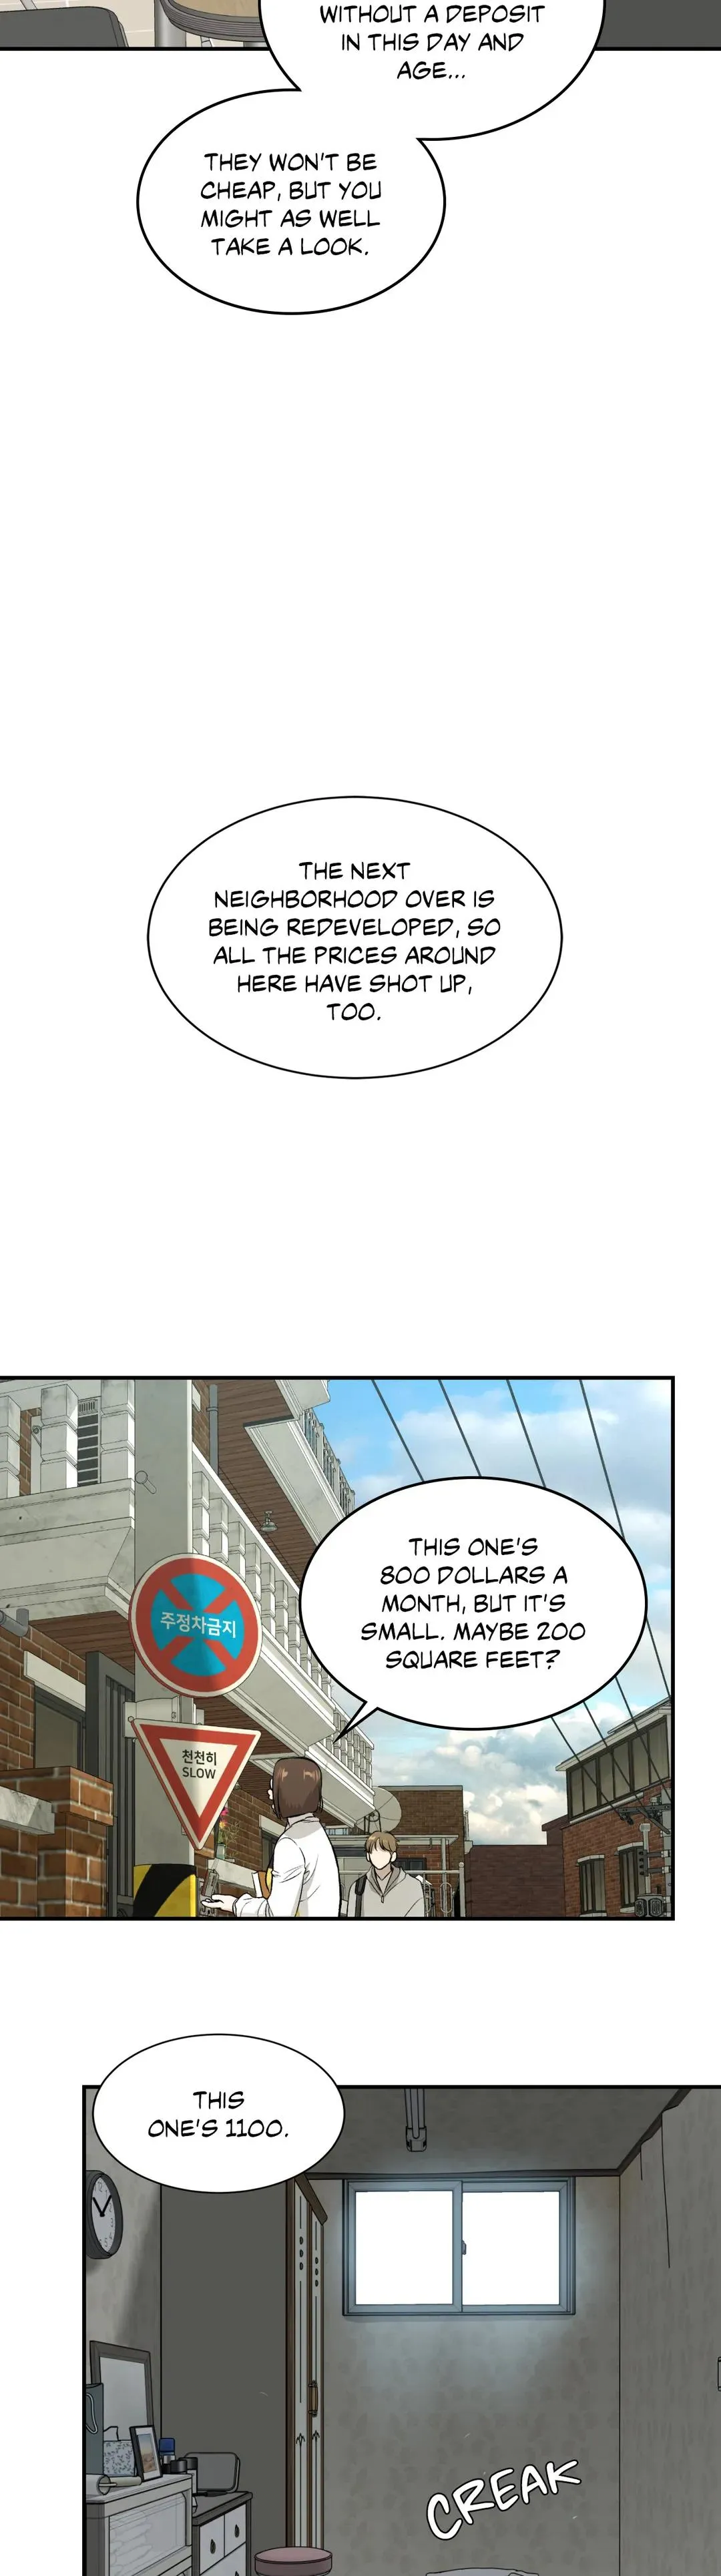 WITHOUT A DEPOSIT
IN THIS DAY AND
AGE...
THEY WON'T BE
CHEAP, BUT YOU
MIGHT AS WELL
TAKE A LOOK.
THE NEXT
NEIGHBORHOOD OVER IS
BEING REDEVELOPED, SO
ALL THE PRICES AROUND
HERE HAVE SHOT UP,
TOO.
THIS ONE'S
800 DOLLARS A
MONTH, BUT IT'S
SMALL. MAYBE 200
SQUARE FEET?
주정차금지
천천히
SLOW
THIS
ONE'S 1100.
CREAK